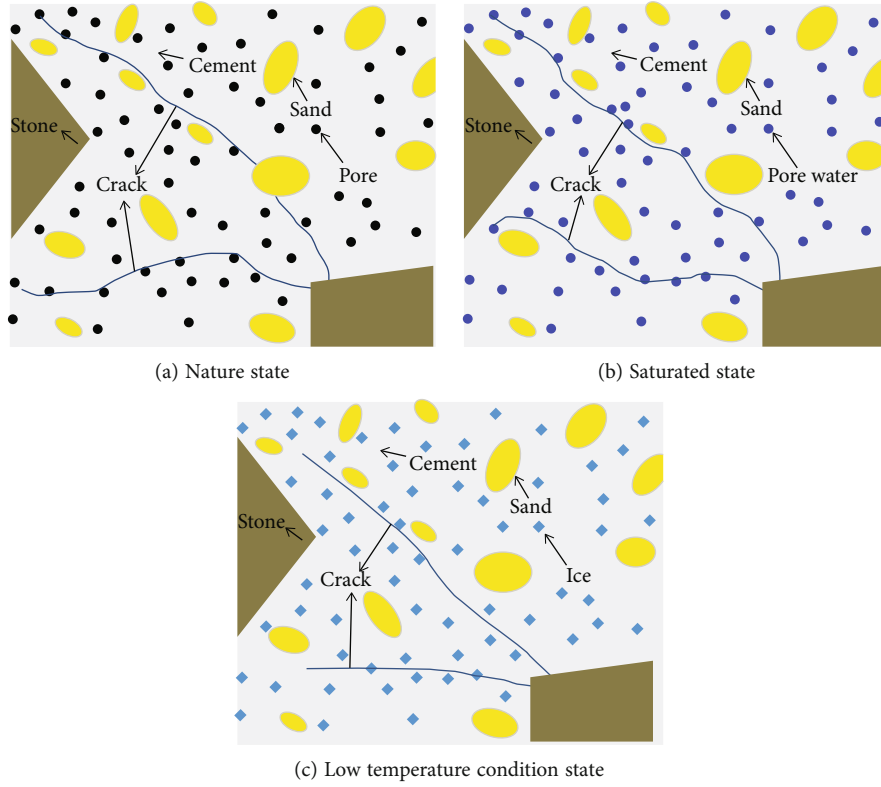 Cement
Sand
Stone
Pore
Crack
(a) Nature state
Cement
Sand
Stone
Pore water
Crack
(b) Saturated state
Cement
Sand
Stone
Ice
Crack
(c) Low temperature condition state